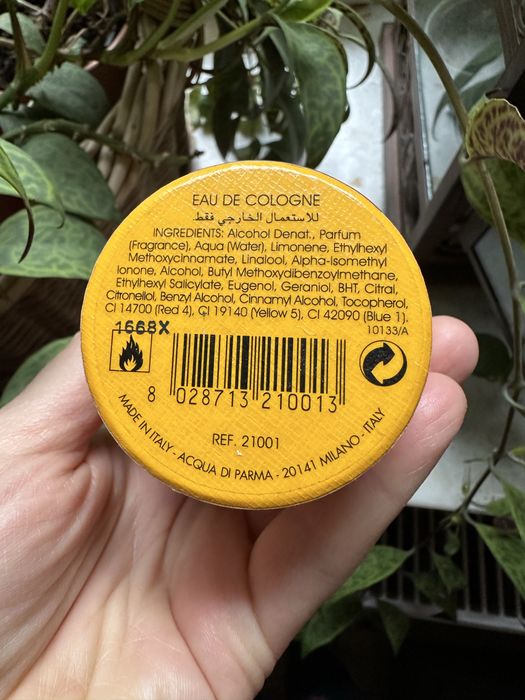 EAU DE COLOGNE
للاستعمال الخارجي فقط
INGREDIENTS: Alcohol Denat., Parfum
(Fragrance), Aqua (Water), Limonene, Ethylhexyl
Methoxycinnamate, Linalool, Alpha-Isomethyl
Ionone, Alcohol, Butyl Methoxydibenzoylmethane,
Ethylhexyl Salicylate, Eugenol, Geraniol, BHT, Citral,
Citronellol, Benzyl Alcohol, Cinnamyl Alcohol, Tocopherol,
CI 14700 (Red 4), CI 19140 (Yellow 5), CI 42090 (Blue 1).
10133/A
1668X
8 028713 210013
REF. 21001
MADE IN ITALY - ACQUA DI PARMA - 20141 MILANO - ITALY